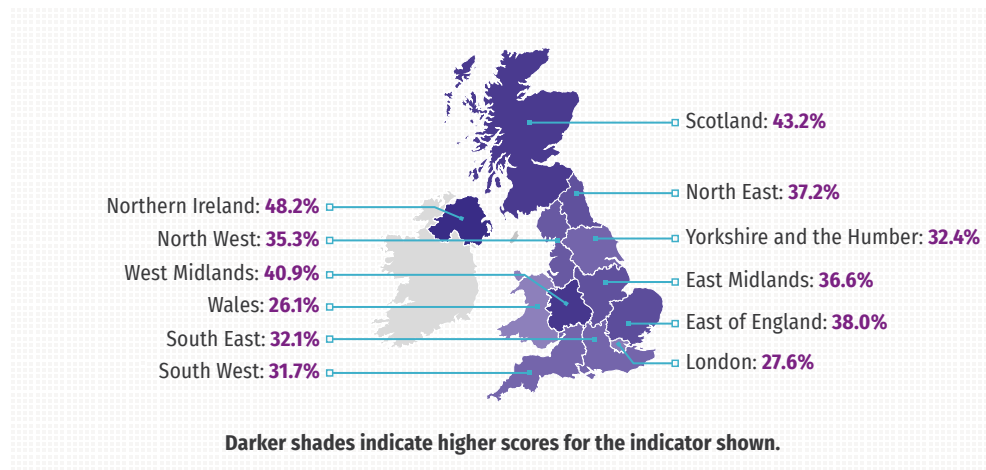 Northern Ireland: 48.2%
North West: 35.3%
West Midlands: 40.9%
Wales: 26.1%
South East: 32.1%
South West: 31.7%
Scotland: 43.2%
North East: 37.2%
Yorkshire and the Humber: 32.4%
East Midlands: 36.6%
East of England: 38.0%
London: 27.6%
Darker shades indicate higher scores for the indicator shown.